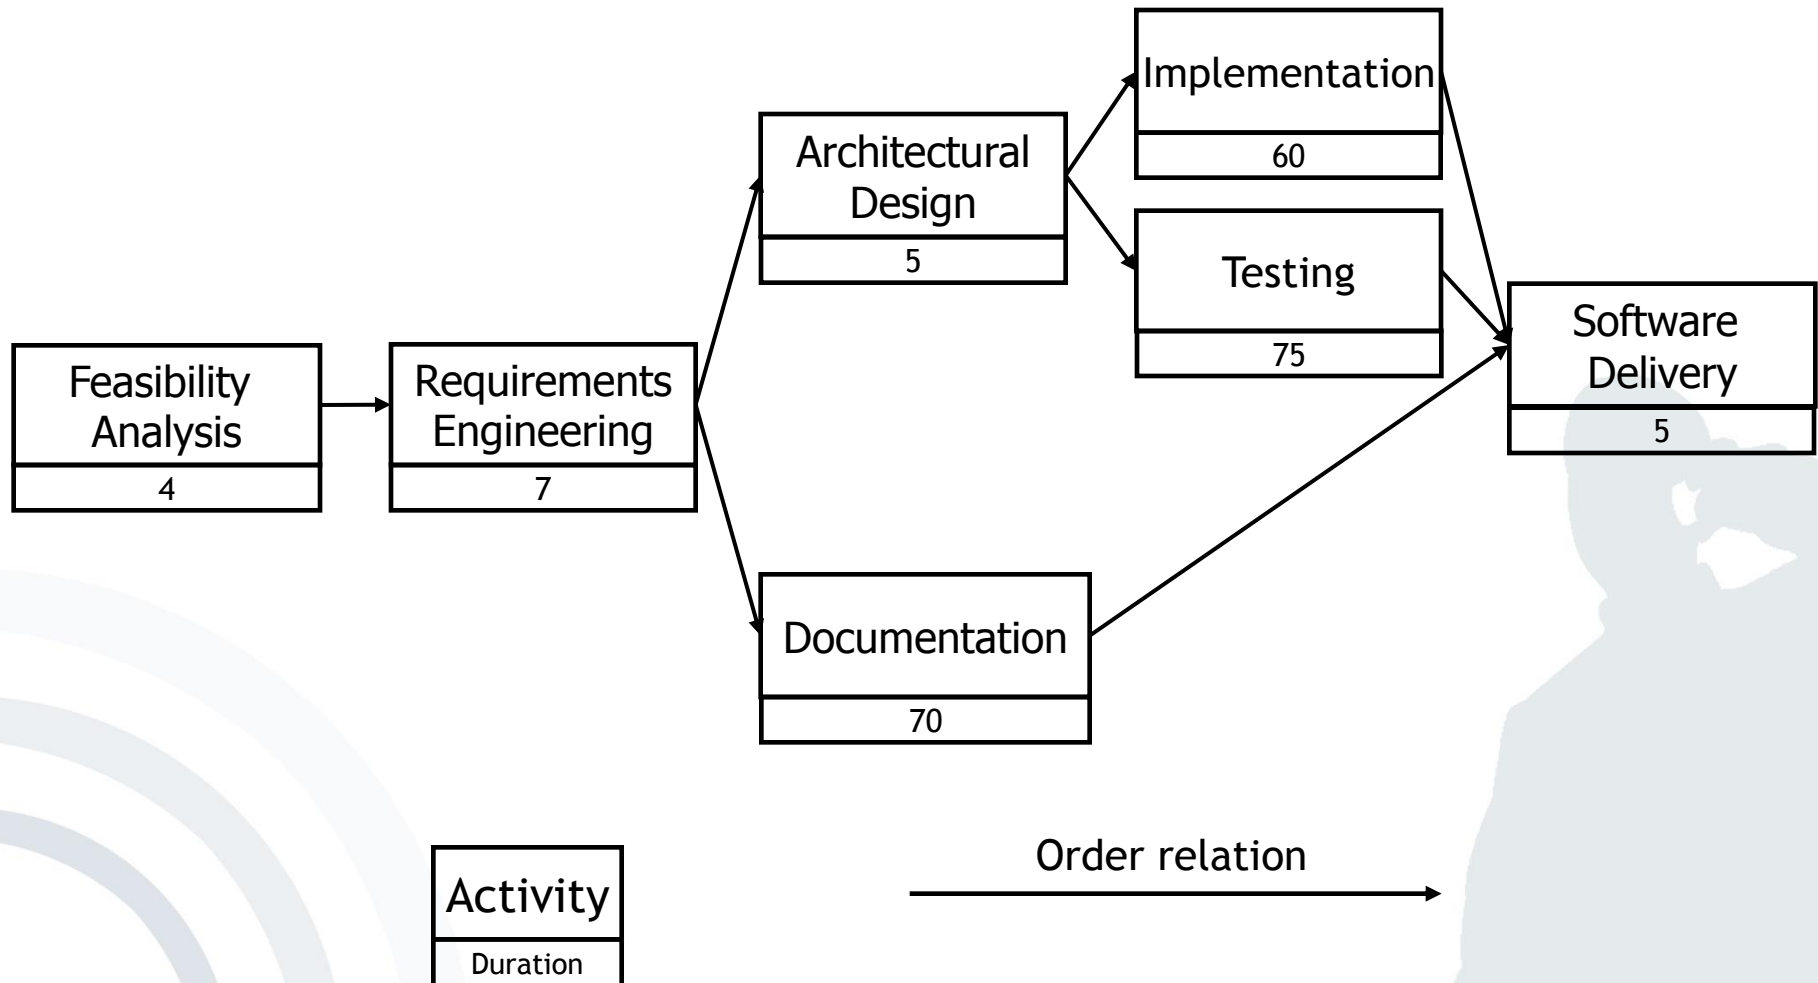 Feasibility
Analysis
4
Requirements
Engineering
7
Architectural
Design
5
Implementation
60
Testing
75
Documentation
70
Software
Delivery
5
Activity
Duration
Order relation